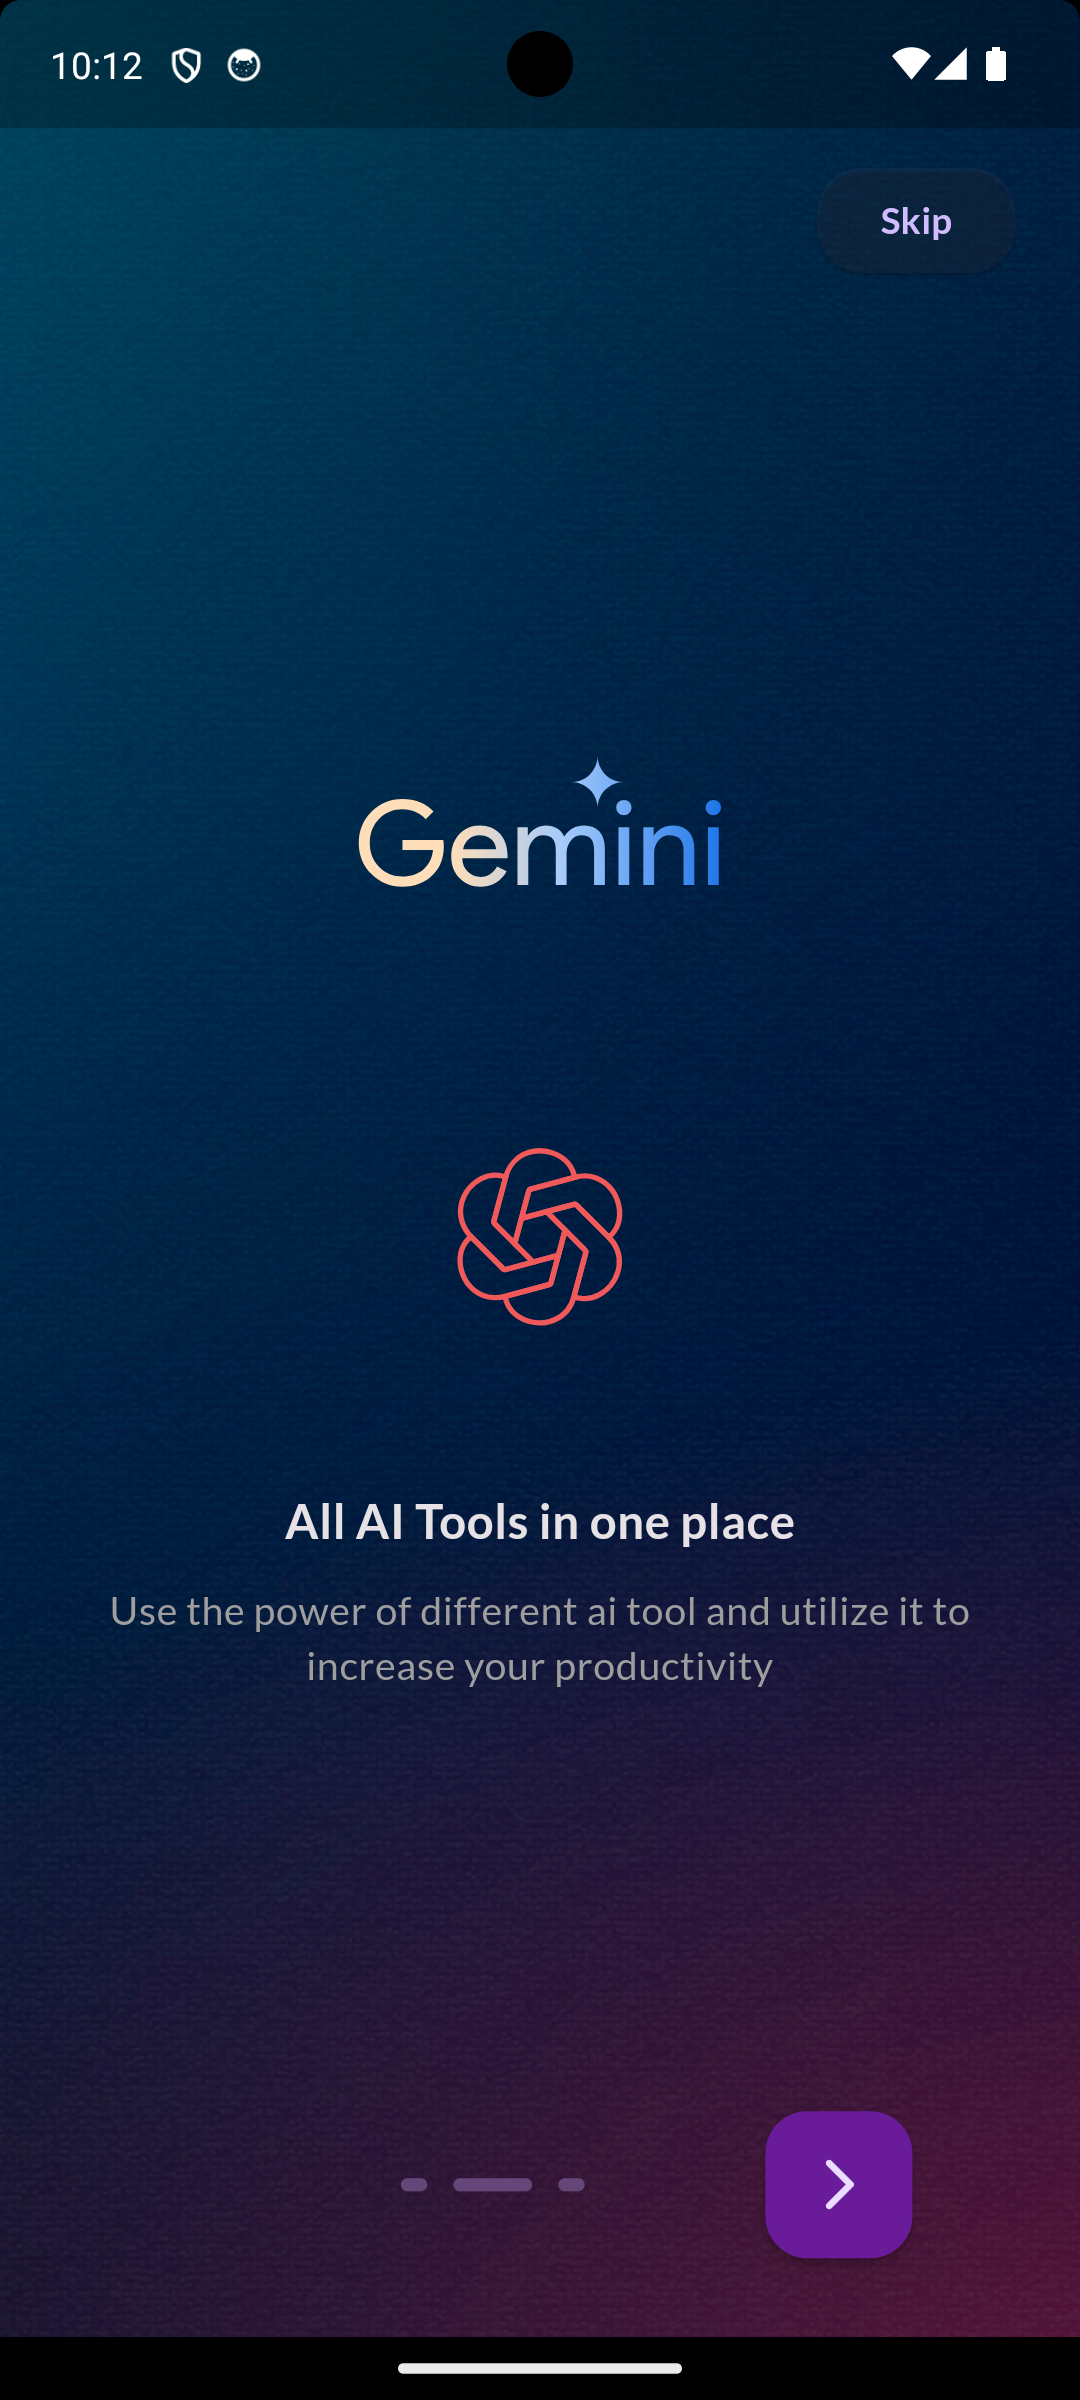 10:12
Skip
Gemini
All AI Tools in one place
Use the power of different ai tool and utilize it to
increase your productivity